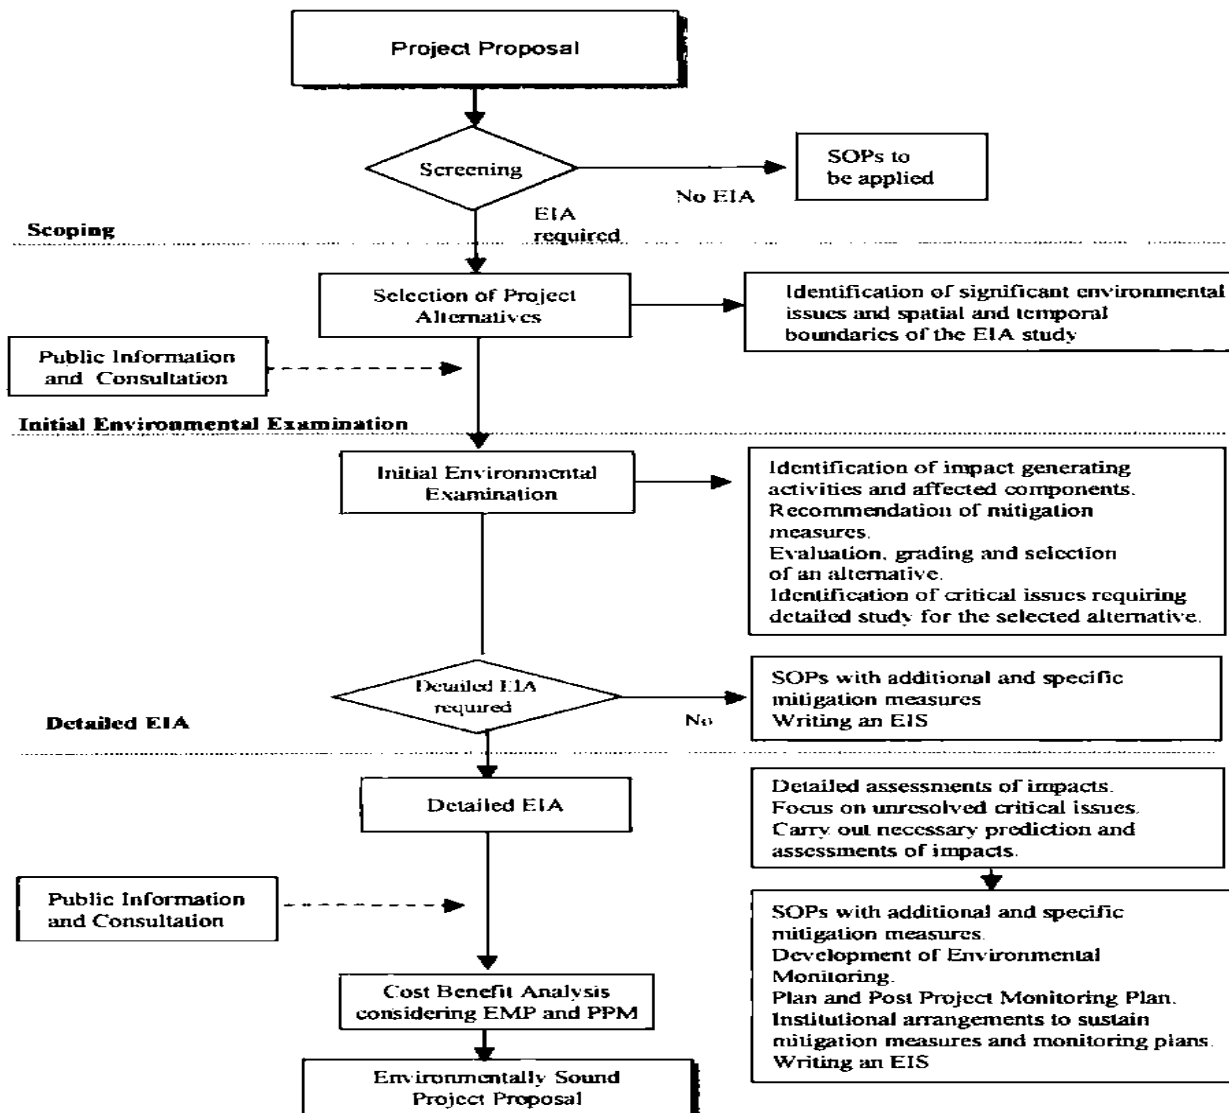 Project Proposal
Screening
SOPs to
be applied
No EIA
EIA
required
Scoping
Selection of Project
Alternatives
Identification of significant environmental
issues and spatial and temporal
boundaries of the EIA study
Public Information
and Consultation
Initial Environmental Examination
Initial Environmental
Examination
Identification of impact generating
activities and affected components.
Recommendation of mitigation
measures.
Evaluation, grading and selection
of an alternative.
Identification of critical issues requiring
detailed study for the selected alternative.
Detailed EIA
required
No
SOPs with additional and specific
mitigation measures
Writing an EIS
Detailed EIA
Detailed EIA
Detailed assessments of impacts.
Focus on unresolved critical issues.
Carry out necessary prediction and
assessments of impacts.
Public Information
and Consultation
SOPs with additional and specific
mitigation measures.
Development of Environmental
Monitoring.
Plan and Post Project Monitoring Plan.
Institutional arrangements to sustain
mitigation measures and monitoring plans.
Writing an EIS
Cost Benefit Analysis
considering EMP and PPM
Environmentally Sound
Project Proposal